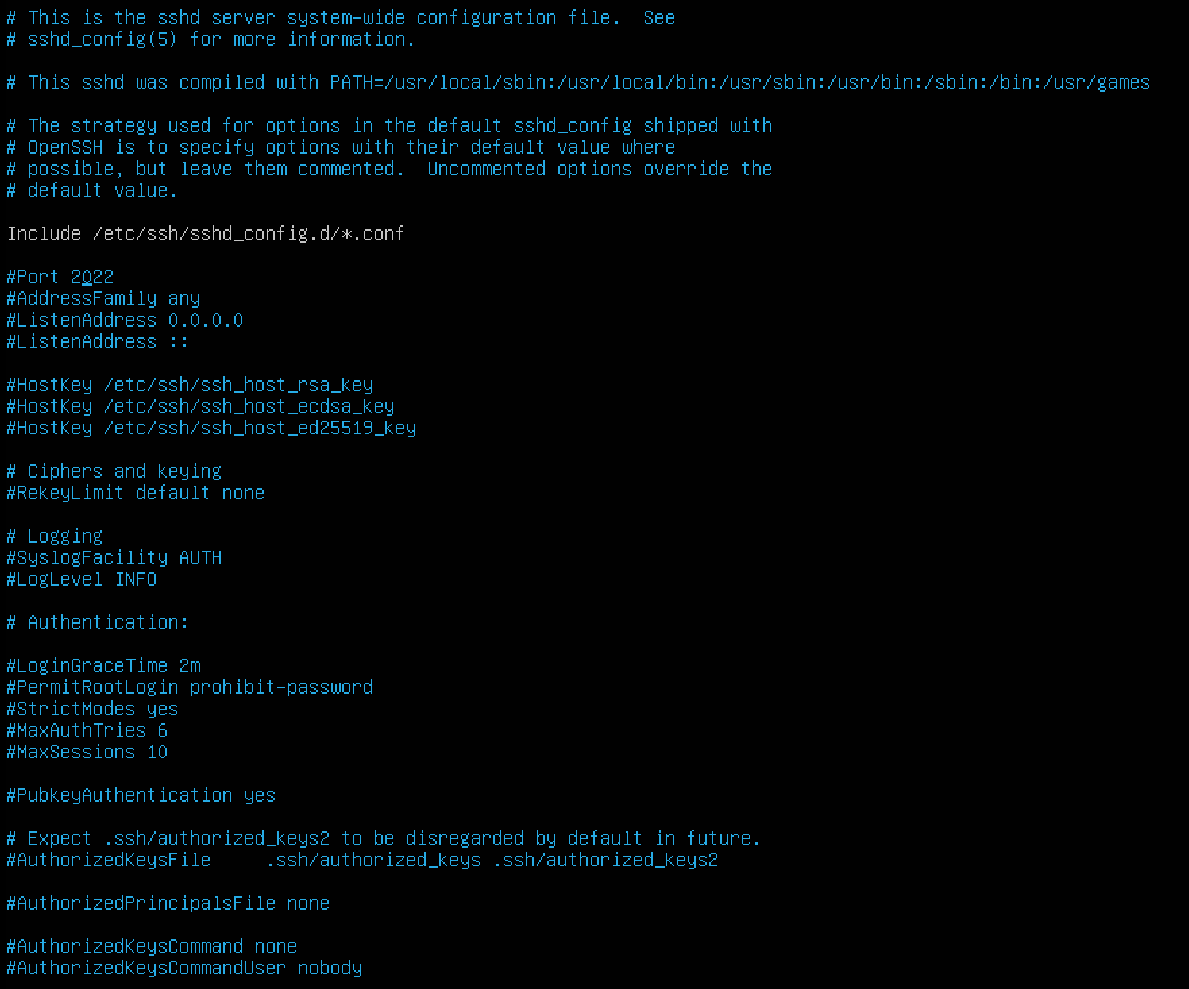 # This is the sshd server system-wide configuration file.  See
# sshd_config(5) for more information.

# This sshd was compiled with PATH=/usr/local/sbin:/usr/local/bin:/usr/sbin:/usr/bin:/sbin:/bin:/usr/games

# The strategy used for options in the default sshd_config shipped with
# OpenSSH is to specify options with their default value where
# possible, but leave them commented.  Uncommented options override the
# default value.

Include /etc/ssh/sshd_config.d/*.conf

#Port 2022
#AddressFamily any
#ListenAddress 0.0.0.0
#ListenAddress ::

#HostKey /etc/ssh/ssh_host_rsa_key
#HostKey /etc/ssh/ssh_host_ecdsa_key
#HostKey /etc/ssh/ssh_host_ed25519_key

# Ciphers and keying
#RekeyLimit default none

# Logging
#SyslogFacility AUTH
#LogLevel INFO

# Authentication:

#LoginGraceTime 2m
#PermitRootLogin prohibit-password
#StrictModes yes
#MaxAuthTries 6
#MaxSessions 10

#PubkeyAuthentication yes

# Expect .ssh/authorized_keys2 to be disregarded by default in future.
#AuthorizedKeysFile     .ssh/authorized_keys .ssh/authorized_keys2

#AuthorizedPrincipalsFile none

#AuthorizedKeysCommand none
#AuthorizedKeysCommandUser nobody